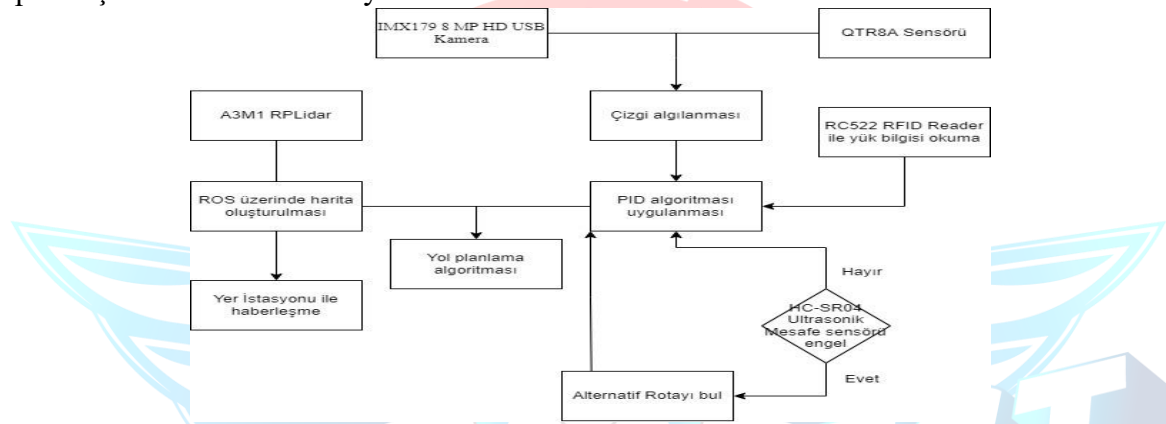 IMX179 8 MP HD USB
Kamera
QTR8A Sensörü
A3M1 RPLidar
Çizgi algılanması
RC522 RFID Reader
ile yük bilgisi okuma
ROS üzerinde harita
oluşturulması
PID algoritması
uygulanması
Yol planlama
algoritması
Hayır
Yer İstasyonu ile
haberleşme
HC-SR04
Ultrasonik
Mesafe sensörü
engel
Evet
Alternatif Rotayı bul